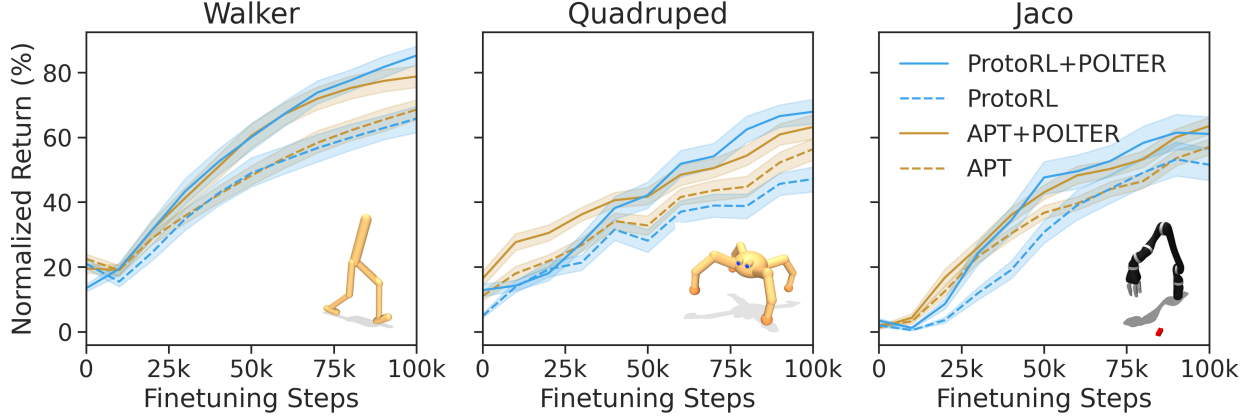 Walker
Quadruped
Jaco
Normalized Return (%)
80
60
40
20
0
0 25k 50k 75k 100k
0 25k 50k 75k 100k
0 25k 50k 75k 100k
Finetuning Steps
Finetuning Steps
Finetuning Steps
ProtoRL+POLTER
ProtoRL
APT+POLTER
APT